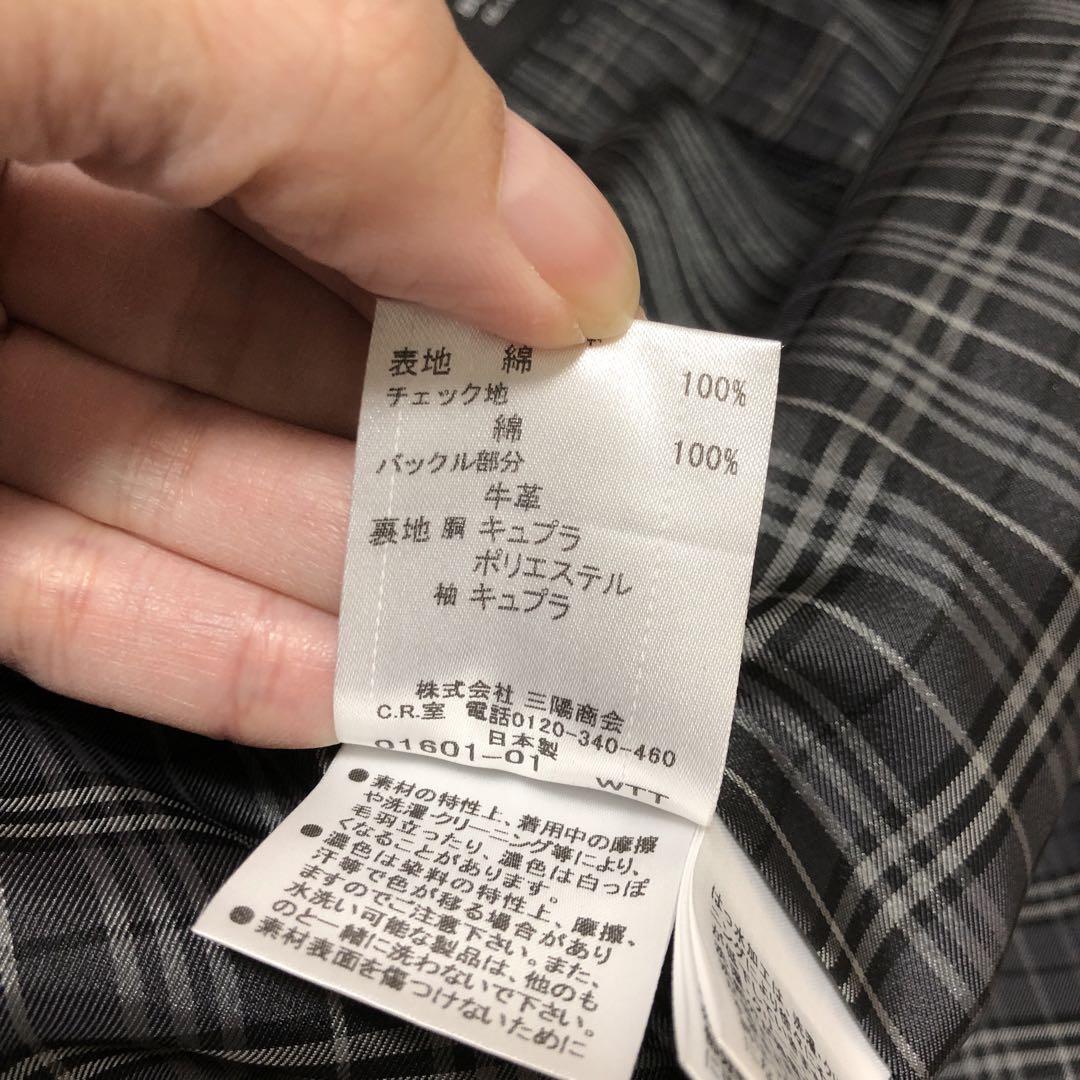 表地 綿 100%
チェック地
綿 100%
バックル部分
牛革
裏地 胴 キュプラ
ポリエステル
袖 キュプラ
株式会社 三陽商会
C.R.室 電話0120-340-460
日本製
01601-01 WTT
●素材の特性上、着用中の摩擦
や洗濯クリーニング等により、
毛羽立ったり、濃色は白っぽ
くなることがあります。
●濃色は染料の特性上、摩擦、
汗等で色が移る場合があり
ますのでご注意下さい。また、
水洗い可能な製品は、他のも
のと一緒に洗わないで下さい。
●素材表面を傷つけないために
はっ水加工は